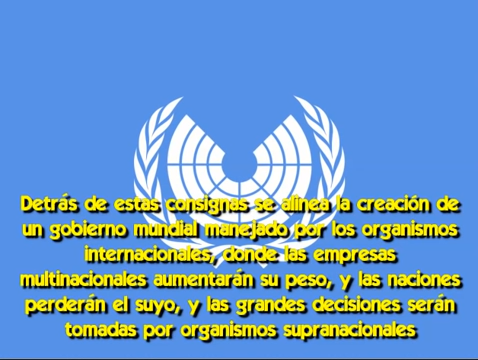 Detrás de estas consignas se alinea la creación de
un gobierno mundial manejado por los organismos
internacionales, donde las empresas
multinacionales aumentarán su peso, y las naciones
perderán el suyo, y las grandes decisiones serán
tomadas por organismos supranacionales